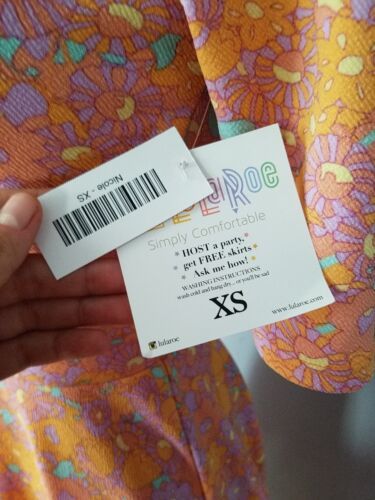 Nicole - XS
LaRoe
Simply Comfortable
HOST a party,
get FREE skirts
Ask me how!
WASHING INSTRUCTIONS
wash cold and hang dry... or you'll be sad
XS
lularoe
www.lularoe.com